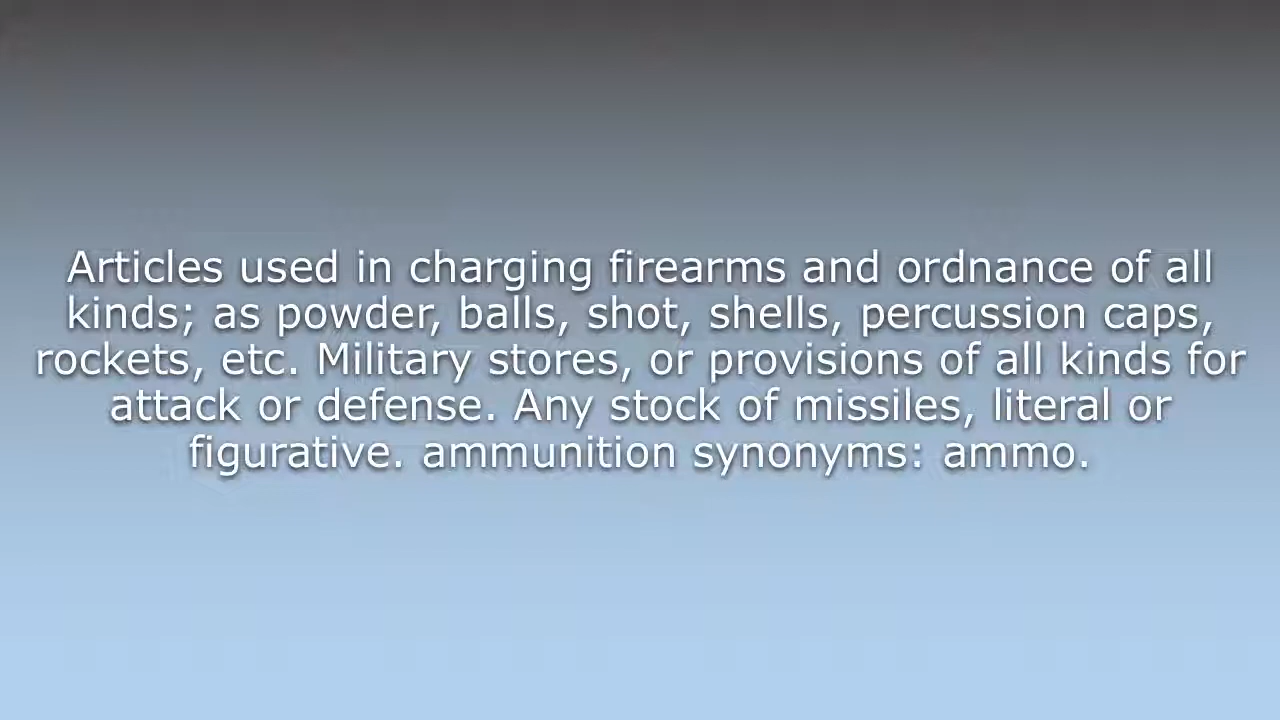 Articles used in charging firearms and ordnance of all
kinds; as powder, balls, shot, shells, percussion caps,
rockets, etc. Military stores, or provisions of all kinds for
attack or defense. Any stock of missiles, literal or
figurative. ammunition synonyms: ammo.